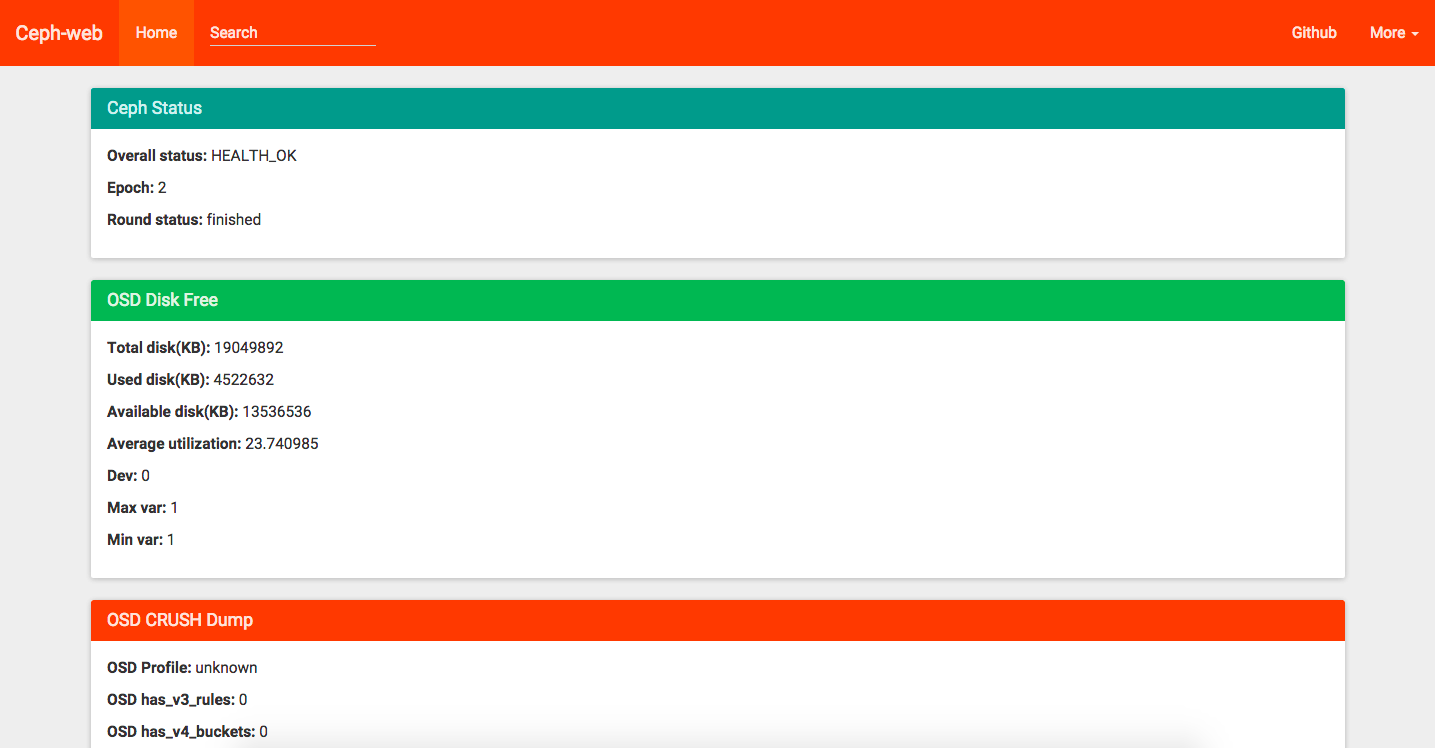 Ceph-web Home Search Github More
Ceph Status
Overall status: HEALTH_OK
Epoch: 2
Round status: finished
OSD Disk Free
Total disk(KB): 19049892
Used disk(KB): 4522632
Available disk(KB): 13536536
Average utilization: 23.740985
Dev: 0
Max var: 1
Min var: 1
OSD CRUSH Dump
OSD Profile: unknown
OSD has_v3_rules: 0
OSD has_v4_buckets: 0